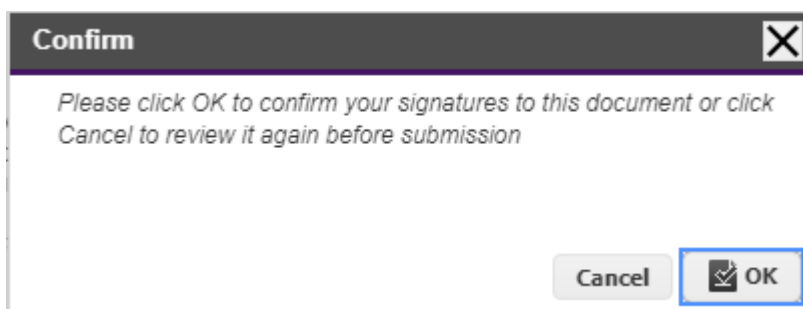 Confirm
Please click OK to confirm your signatures to this document or click
Cancel to review it again before submission
Cancel
OK